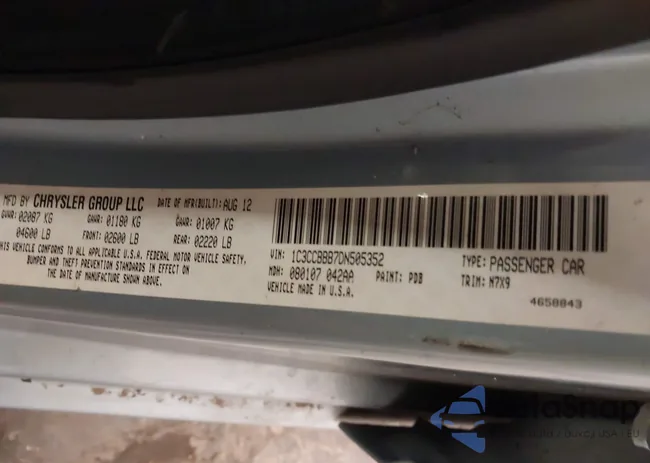 MFD BY CHRYSLER GROUP LLC DATE OF MFR(BUILT): AUG 12
GVWR: 02087 KG GAWR: 01180 KG GAWR: 01007 KG
04600 LB FRONT: 02600 LB REAR: 02220 LB
THIS VEHICLE CONFORMS TO ALL APPLICABLE U.S.A. FEDERAL MOTOR VEHICLE SAFETY,
BUMPER AND THEFT PREVENTION STANDARDS IN EFFECT ON
THE DATE OF MANUFACTURE SHOWN ABOVE.
VIN: 1C3CCBBB7DN505352 TYPE: PASSENGER CAR
MDH: 080107 042AA PAINT: PDB TRIM: N7X9
VEHICLE MADE IN U.S.A. 4650043